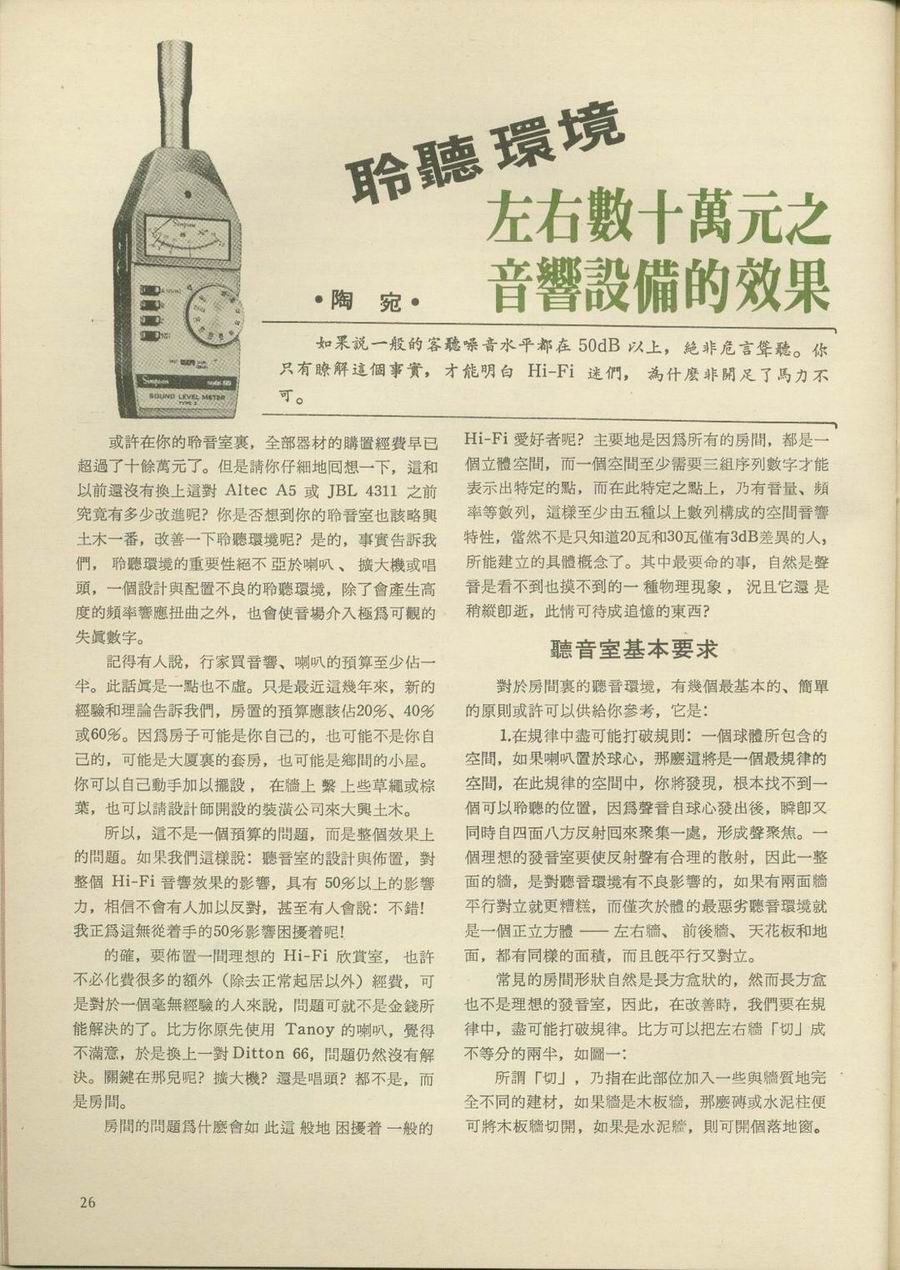 聆聽環境
左右數十萬元之
音響設備的效果
•陶 宛•
如果説一般的客聽噪音水平都在 50dB 以上，絶非危言聳聽。你
只有瞭解這個事實，才能明白 Hi-Fi 迷們，為什麼非開足了馬力不
可。
Simpson
Simpson model 885
SOUND LEVEL METER
TYPE 2
或許在你的聆音室裏，全部器材的購置經費早已
超過了十餘萬元了。但是請你仔細地囘想一下，這和
以前還沒有換上這對 Altec A5 或 JBL 4311 之前
究竟有多少改進呢？你是否想到你的聆音室也該略興
土木一番，改善一下聆聽環境呢？是的，事實告訴我
們，聆聽環境的重要性絕不亞於喇叭、擴大機或唱
頭，一個設計與配置不良的聆聽環境，除了會產生高
度的頻率響應扭曲之外，也會使音場介入極爲可觀的
失眞數字。
記得有人說，行家買音響、喇叭的預算至少佔一
半。此話眞是一點也不虛。只是最近這幾年來，新的
經驗和理論告訴我們，房置的預算應該佔20%、40%
或60%。因爲房子可能是你自己的，也可能不是你自
己的，可能是大厦裏的套房，也可能是鄉間的小屋。
你可以自己動手加以擺設，在牆上繫上些草繩或棕
葉，也可以請設計師開設的裝潢公司來大興土木。
所以，這不是一個預算的問題，而是整個效果上
的問題。如果我們這樣說：聽音室的設計與佈置，對
整個 Hi-Fi 音響效果的影響，具有 50%以上的影響
力，相信不會有人加以反對，甚至有人會說：不錯！
我正爲這無從着手的50%影響困擾着呢！
的確，要佈置一間理想的 Hi-Fi 欣賞室，也許
不必化費很多的額外（除去正常起居以外）經費，可
是對於一個毫無經驗的人來說，問題可就不是金錢所
能解決的了。比方你原先使用 Tanoy 的喇叭，覺得
不滿意，於是換上一對 Ditton 66，問題仍然沒有解
決。關鍵在那兒呢？擴大機？還是唱頭？都不是，而
是房間。
房間的問題爲什麼會如此這般地困擾着一般的
Hi-Fi 愛好者呢？主要地是因爲所有的房間，都是一
個立體空間，而一個空間至少需要三組序列數字才能
表示出特定的點，而在此特定之點上，乃有音量、頻
率等數列，這樣至少由五種以上數列構成的空間音響
特性，當然不是只知道20瓦和30瓦僅有3dB差異的人，
所能建立的具體概念了。其中最要命的事，自然是聲
音是看不到也摸不到的一種物理現象，況且它還是
稍縱卽逝，此情可待成追憶的東西？
聽音室基本要求
對於房間裏的聽音環境，有幾個最基本的、簡單
的原則或許可以供給你參考，它是：
1.在規律中盡可能打破規則：一個球體所包含的
空間，如果喇叭置於球心，那麼這將是一個最規律的
空間，在此規律的空間中，你將發現，根本找不到一
個可以聆聽的位置，因爲聲音自球心發出後，瞬卽又
同時自四面八方反射囘來聚集一處，形成聲聚焦。一
個理想的發音室要使反射聲有合理的散射，因此一整
面的牆，是對聽音環境有不良影響的，如果有兩面牆
平行對立就更糟糕，而僅次於體的最惡劣聽音環境就
是一個正立方體 —— 左右牆、前後牆、天花板和地
面，都有同樣的面積，而且旣平行又對立。
常見的房間形狀自然是長方盒狀的，然而長方盒
也不是理想的發音室，因此，在改善時，我們要在規
律中，盡可能打破規律。比方可以把左右牆「切」成
不等分的兩半，如圖一：
所謂「切」，乃指在此部位加入一些與牆質地完
全不同的建材，如果牆是木板牆，那麼磚或水泥柱便
可將木板牆切開，如果是水泥牆，則可開個落地窗。
26